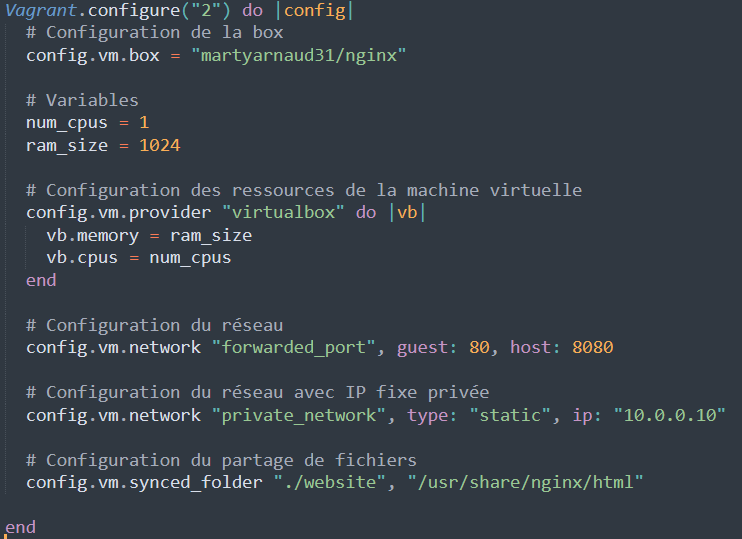 Vagrant.configure("2") do |config|
# Configuration de la box
config.vm.box = "martyarnaud31/nginx"
# Variables
num_cpus = 1
ram_size = 1024
# Configuration des ressources de la machine virtuelle
config.vm.provider "virtualbox" do |vb|
vb.memory = ram_size
vb.cpus = num_cpus
end
# Configuration du réseau
config.vm.network "forwarded_port", guest: 80, host: 8080
# Configuration du réseau avec IP fixe privée
config.vm.network "private_network", type: "static", ip: "10.0.0.10"
# Configuration du partage de fichiers
config.vm.synced_folder "./website", "/usr/share/nginx/html"
end